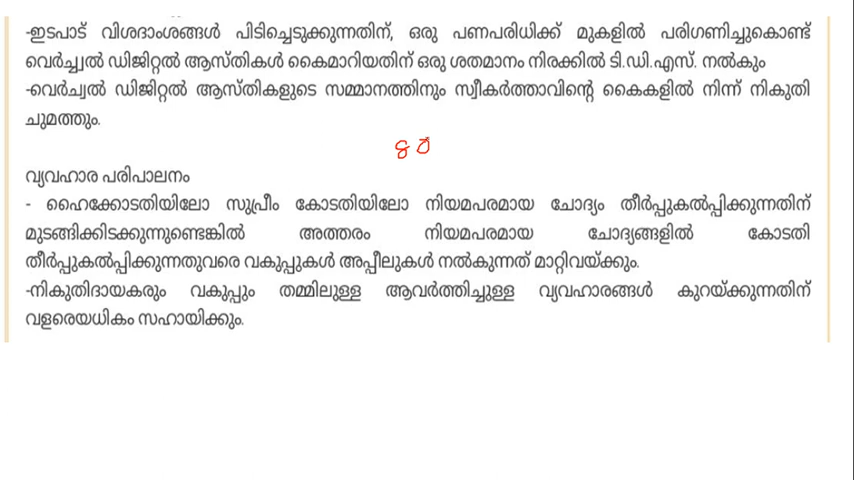 -ഇടപാട് വിശദാംശങ്ങൾ പിടിച്ചെടുക്കുന്നതിന്, ഒരു പണപരിധിക്ക് മുകളിൽ പരിഗണിച്ചുകൊണ്ട്
വെർച്ച്വൽ ഡിജിറ്റൽ ആസ്തികൾ കൈമാറിയതിന് ഒരു ശതമാനം നിരക്കിൽ ടി.ഡി.എസ്. നൽകും
-വെർച്വൽ ഡിജിറ്റൽ ആസ്തികളുടെ സമ്മാനത്തിനും സ്വീകർത്താവിന്റെ കൈകളിൽ നിന്ന് നികുതി
ചുമത്തും.
വ്യവഹാര പരിപാലനം
- ഹൈക്കോടതിയിലോ സുപ്രീം കോടതിയിലോ നിയമപരമായ ചോദ്യം തീർപ്പുകൽപ്പിക്കുന്നതിന്
മുടങ്ങിക്കിടക്കുന്നുണ്ടെങ്കിൽ അത്തരം നിയമപരമായ ചോദ്യങ്ങളിൽ കോടതി
തീർപ്പുകൽപ്പിക്കുന്നതുവരെ വകുപ്പുകൾ അപ്പീലുകൾ നൽകുന്നത് മാറ്റിവയ്ക്കും.
-നികുതിദായകരും വകുപ്പും തമ്മിലുള്ള ആവർത്തിച്ചുള്ള വ്യവഹാരങ്ങൾ കുറയ്ക്കുന്നതിന്
വളരെയധികം സഹായിക്കും.